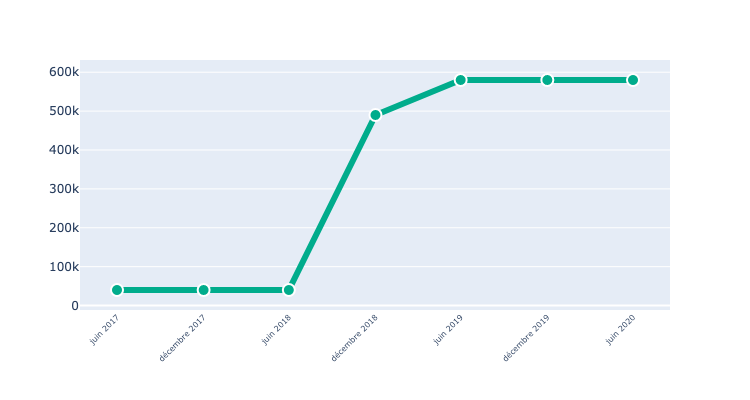 600k
500k
400k
300k
200k
100k
0
juin 2017
décembre 2017
juin 2018
décembre 2018
juin 2019
décembre 2019
juin 2020